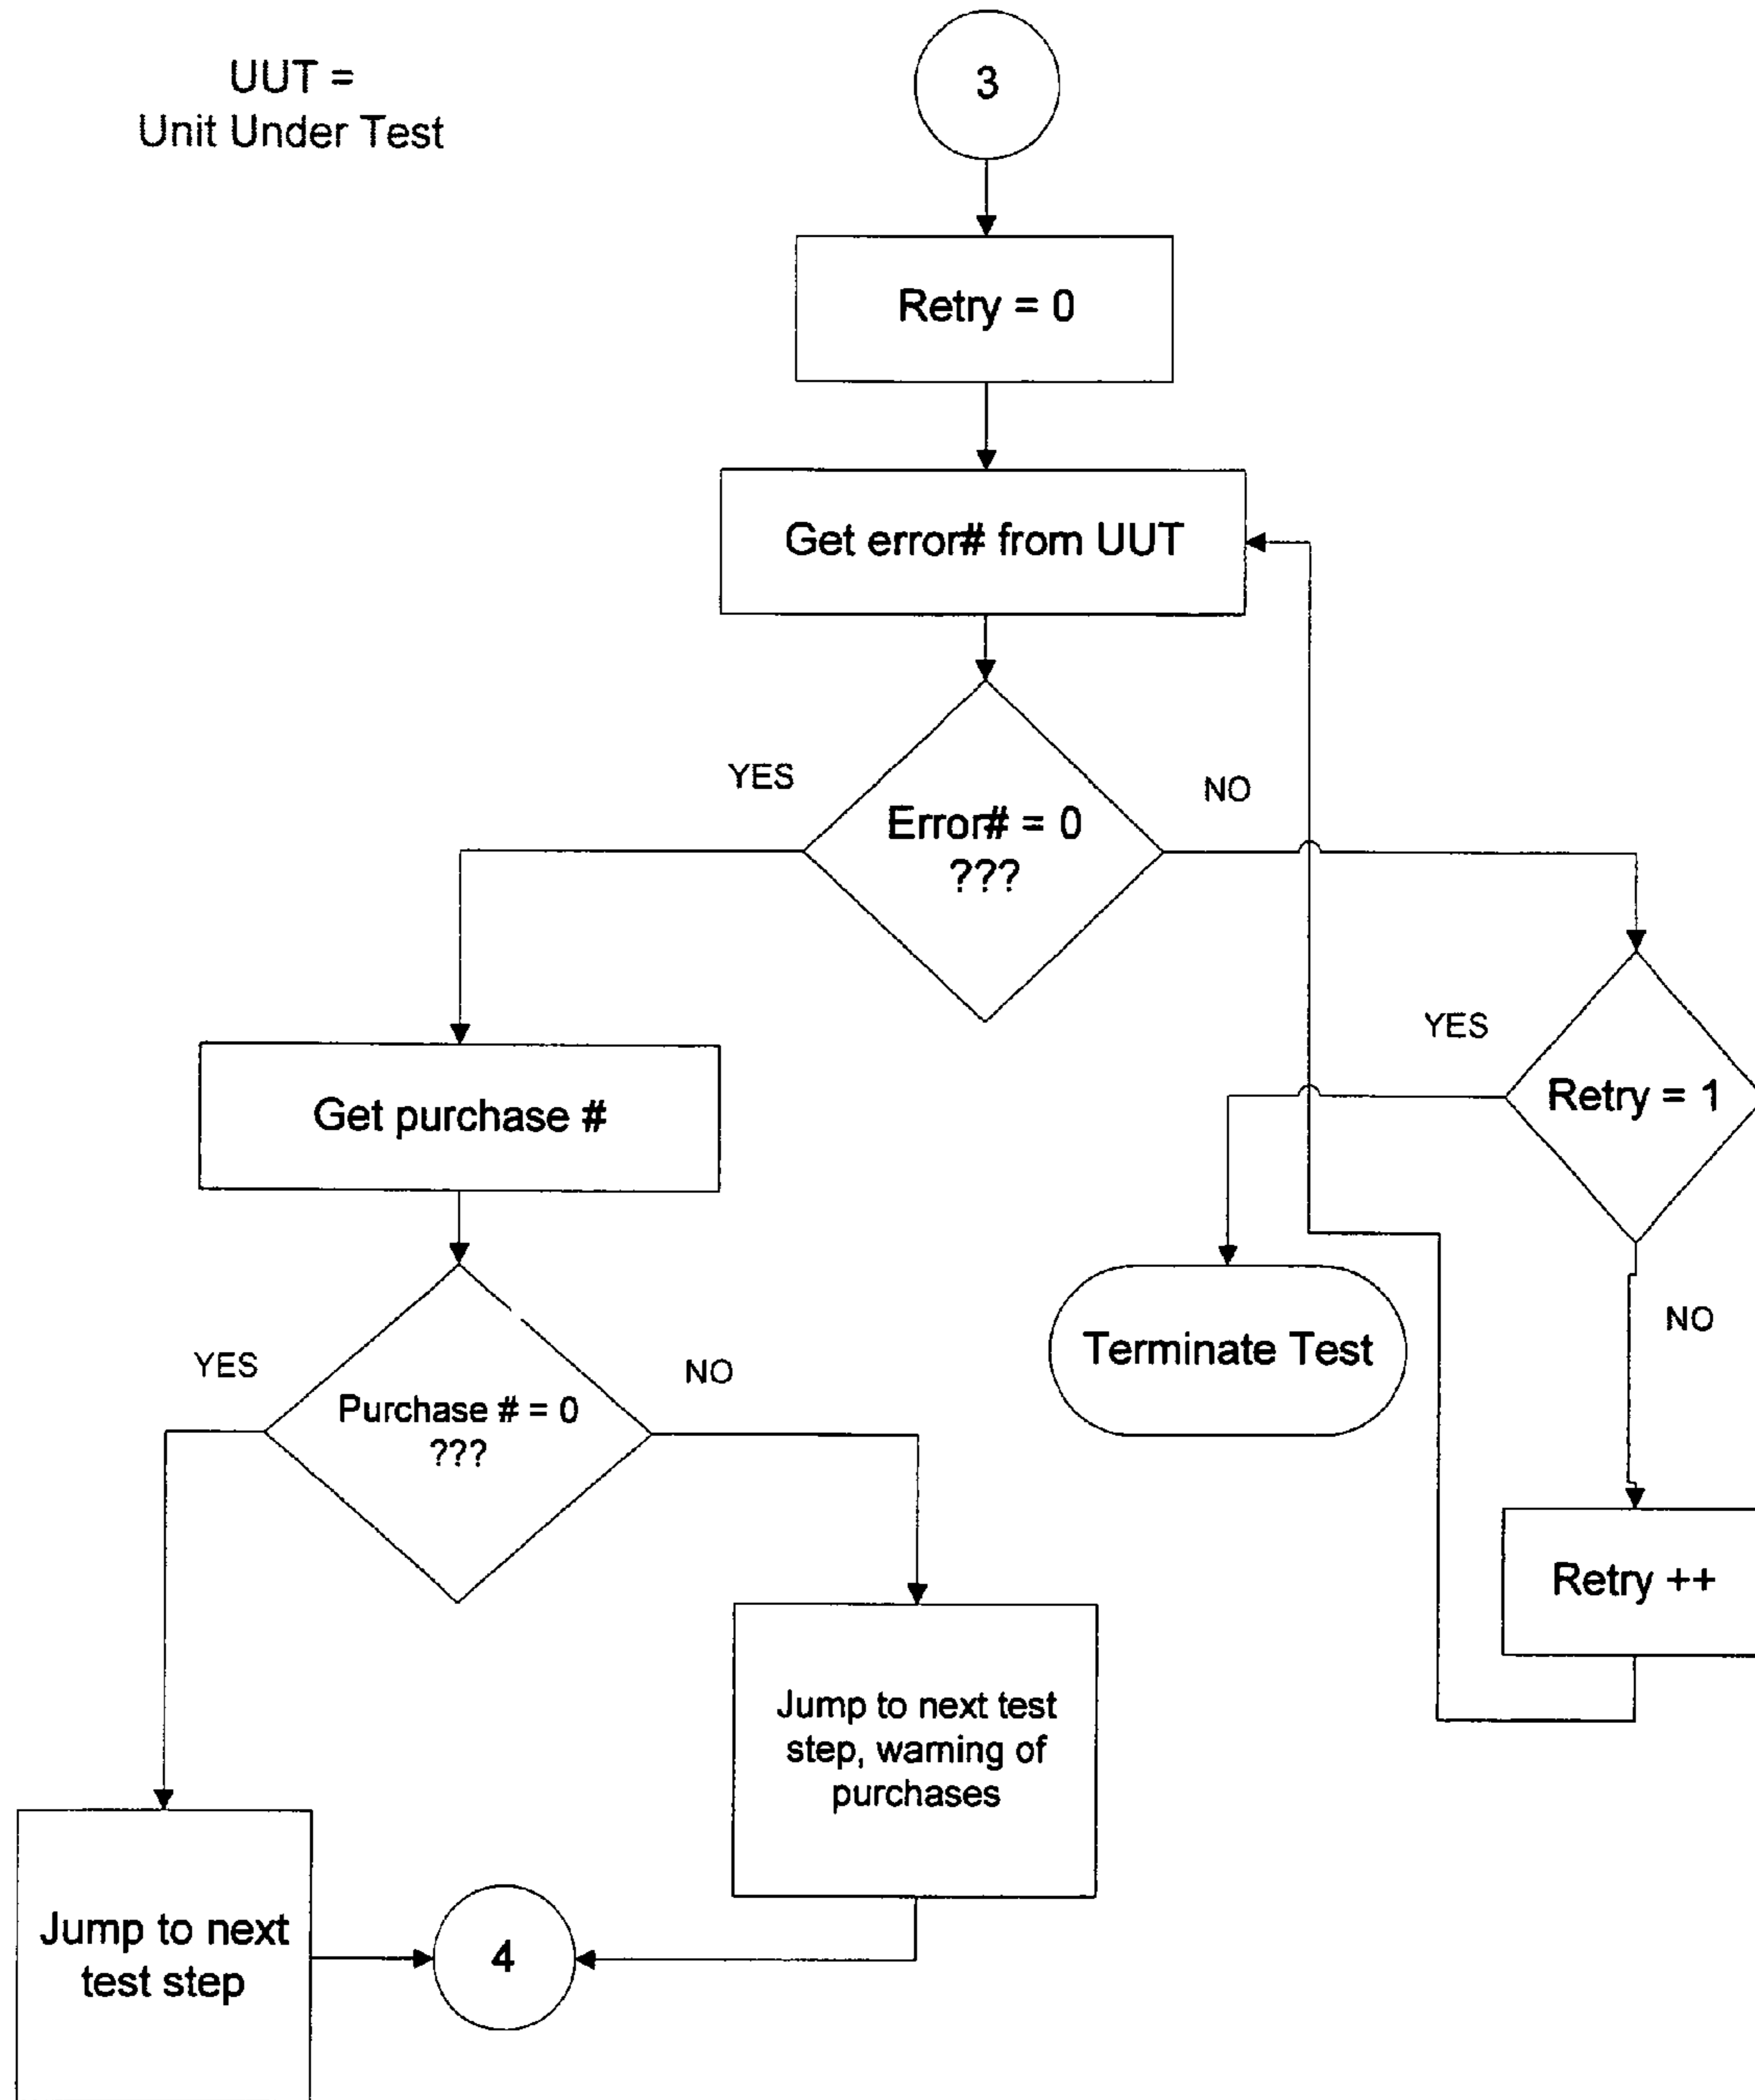 UUT =
Unit Under Test
3
Retry = 0
Get error# from UUT
YES
NO
Error# = 0
???
YES
Retry = 1
Get purchase #
NO
Terminate Test
YES
NO
Purchase # = 0
???
Retry ++
Jump to next test
step, warning of
purchases
Jump to next
test step
4